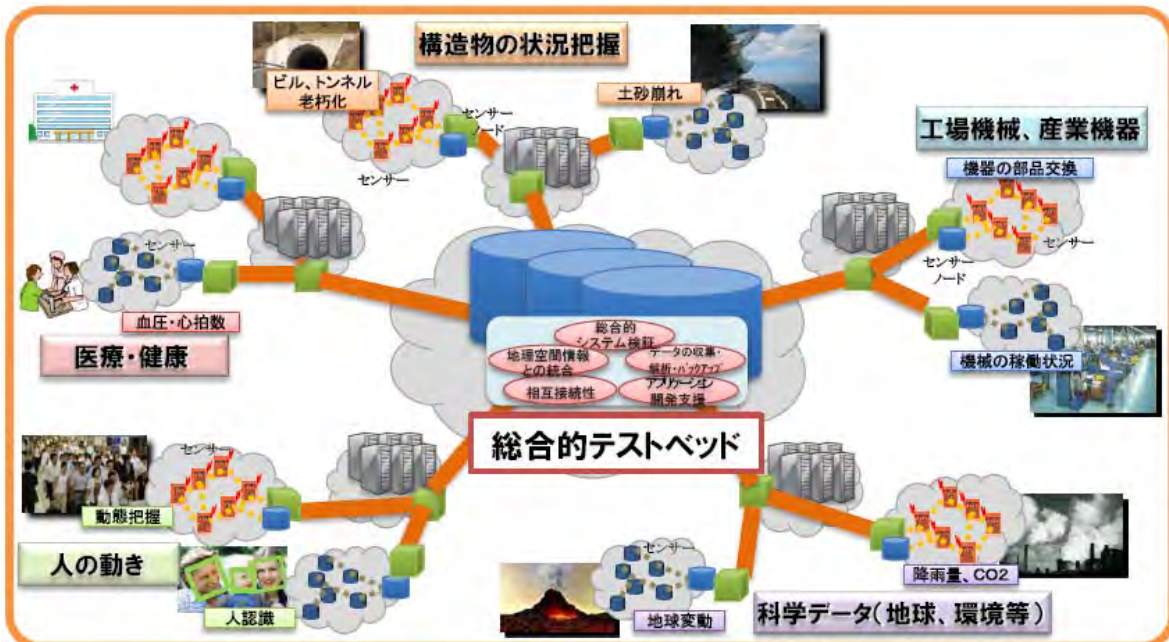 構造物の状況把握
ビル、トンネル
老朽化
センサー
ノード
センサー
土砂崩れ
工場機械、産業機器
機器の部品交換
センサー
センサー
ノード
機械の稼働状況
センサー
血圧・心拍数
医療・健康
総合的
システム検証
地理空間情報
との統合
データの収集・
解析・バックアップ
相互接続性
アプリケーション
開発支援
総合的テストベッド
センサー
動態把握
人の動き
人認識
センサー
地球変動
降雨量、CO2
科学データ(地球、環境等)